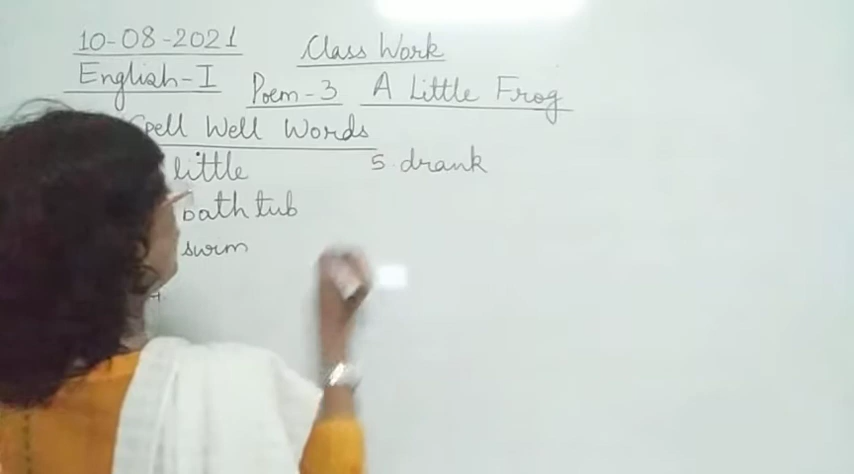 10-08-2021 Class Work
English-I Poem-3 A Little Frog
Spell Well Words
little 5. drank
bath tub
swim